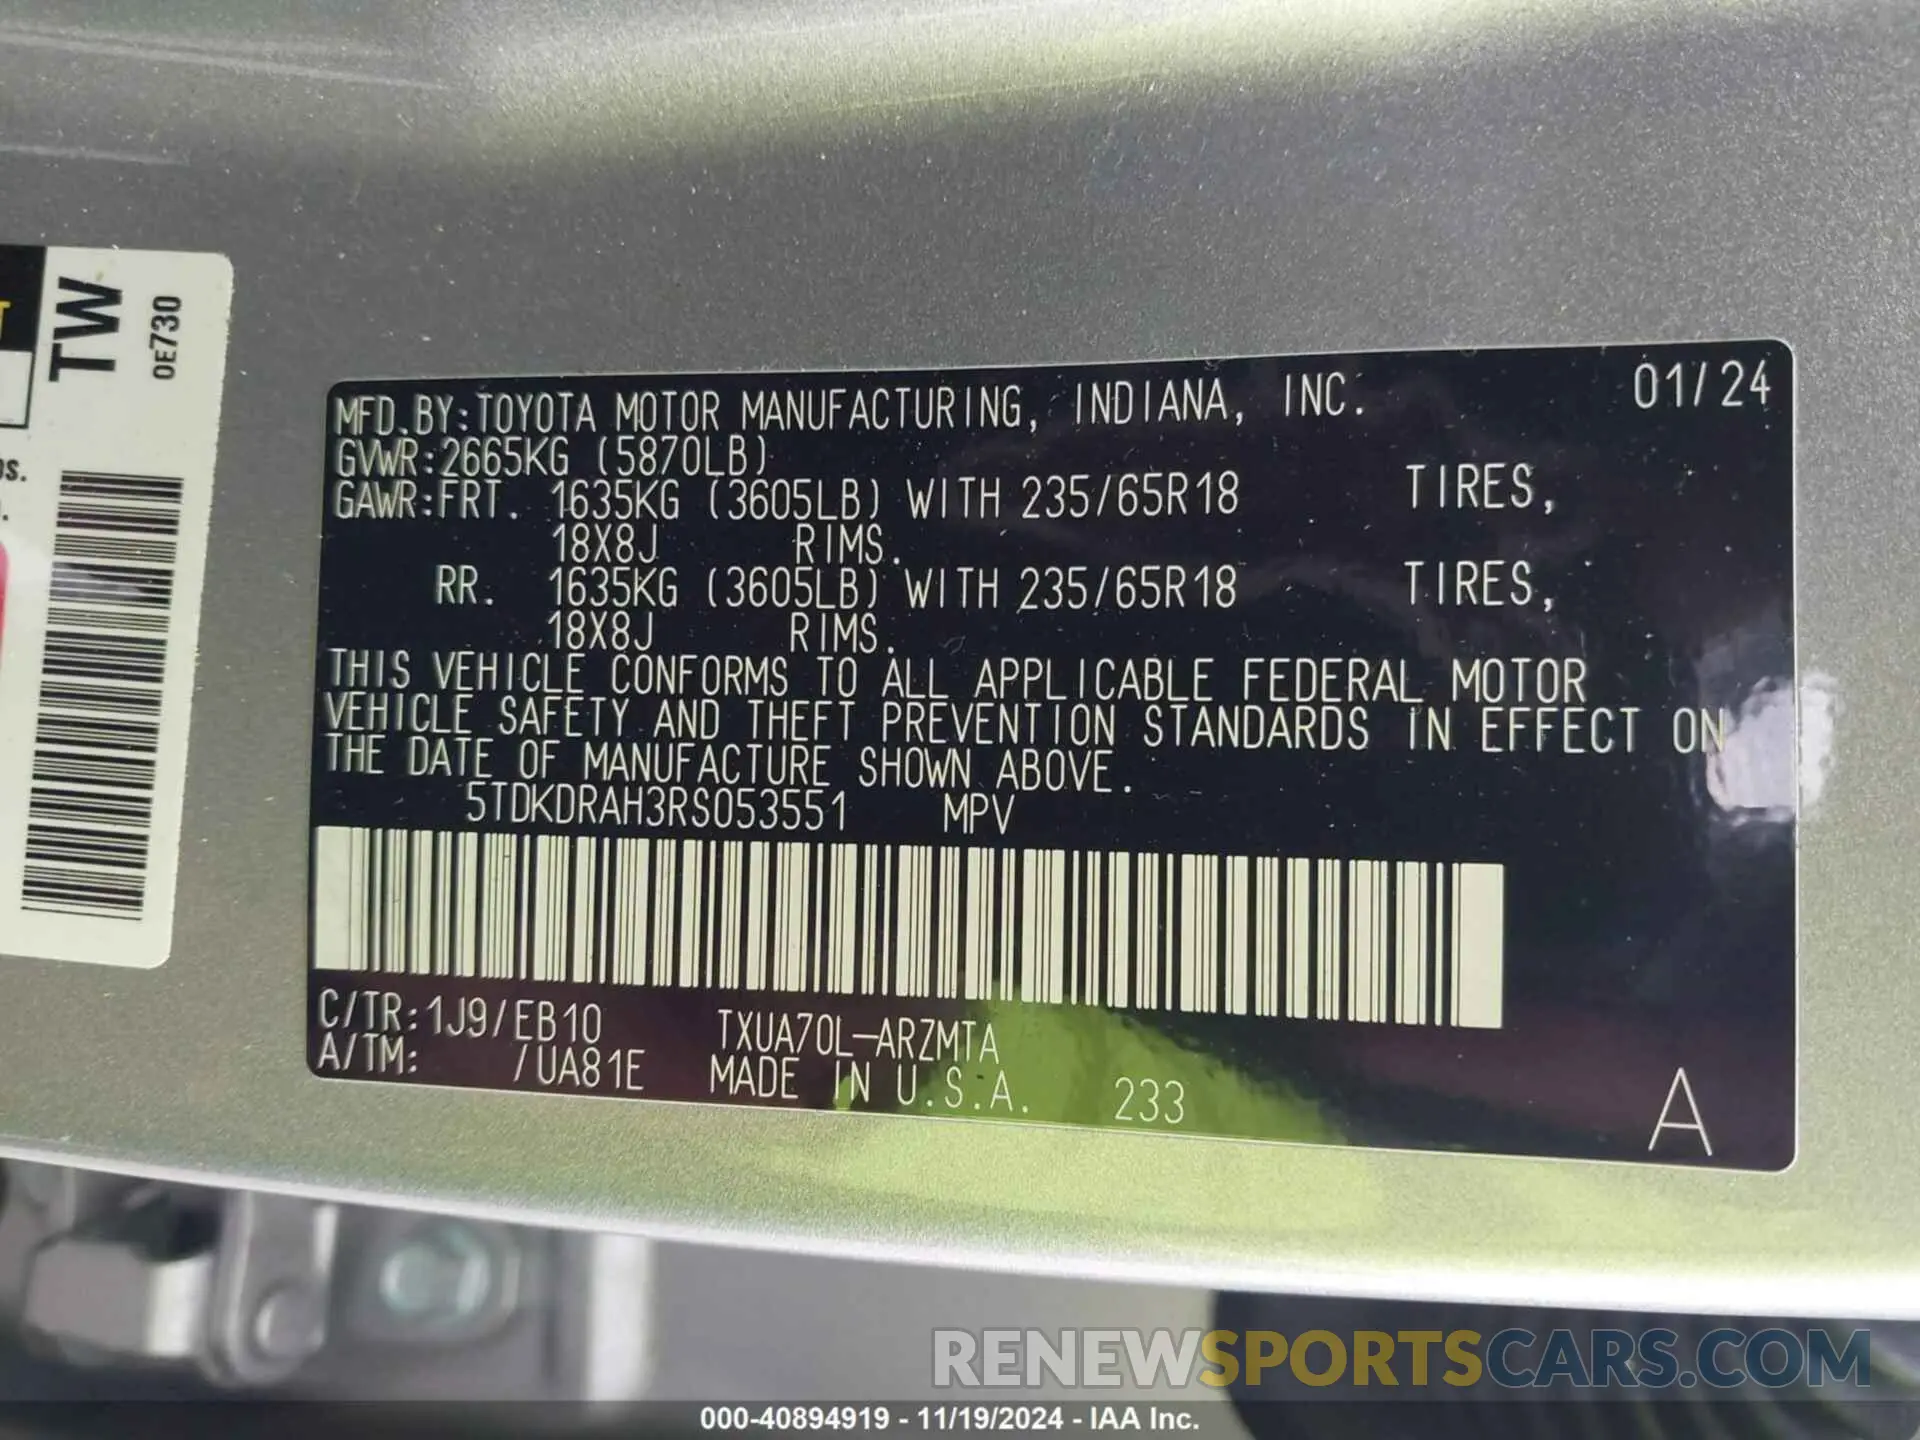 TW
OE730
MFD.BY:TOYOTA MOTOR MANUFACTURING, INDIANA, INC. 01/24
GVWR:2665KG (5870LB)
GAWR:FRT. 1635KG (3605LB) WITH 235/65R18 TIRES,
18X8J RIMS.
RR. 1635KG (3605LB) WITH 235/65R18 TIRES,
18X8J RIMS.
THIS VEHICLE CONFORMS TO ALL APPLICABLE FEDERAL MOTOR
VEHICLE SAFETY AND THEFT PREVENTION STANDARDS IN EFFECT ON
THE DATE OF MANUFACTURE SHOWN ABOVE.
5TDKDRAH3RS053551 MPV
C/TR:1J9/EB10 TXUA70L-ARZMTA
A/TM: /UA81E MADE IN U.S.A. 233
A
RENEWSPORTSCARS.COM
000-40894919 - 11/19/2024 - IAA Inc.